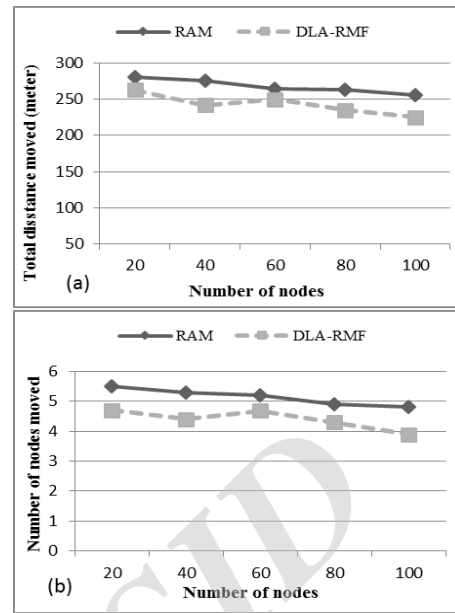 RAM
DLA-RMF
300
250
200
150
100
50
Total disstance moved (meter)
20 40 60 80 100
(a)
Number of nodes
RAM
DLA-RMF
6
5
4
3
2
1
0
Number of nodes moved
20 40 60 80 100
(b)
Number of nodes
SID